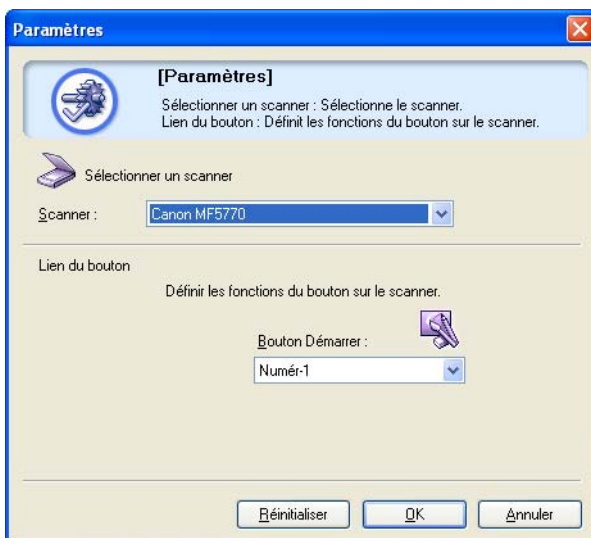 Paramètres
[Paramètres]
Sélectionner un scanner : Sélectionne le scanner.
Lien du bouton : Définit les fonctions du bouton sur le scanner.
Sélectionner un scanner
Scanner :
Canon MF5770
Lien du bouton
Définir les fonctions du bouton sur le scanner.
Bouton Démarrer :
Numér-1
Réinitialiser
OK
Annuler